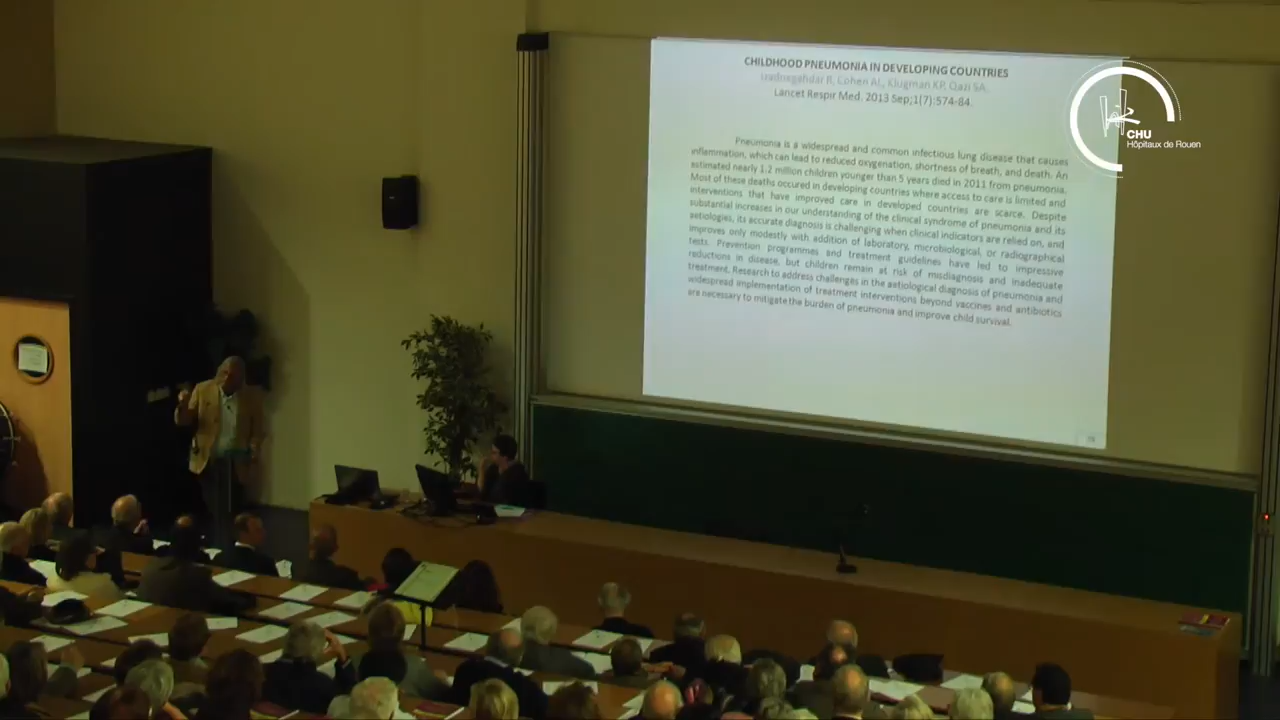 CHILDHOOD PNEUMONIA IN DEVELOPING COUNTRIES
Izadnegahdar R, Cohen AL, Klugman KP, Qazi SA.
Lancet Respir Med. 2013 Sep;1(7):574-84.
CHU
Hôpitaux de Rouen
Pneumonia is a widespread and common infectious lung disease that causes
inflammation, which can lead to reduced oxygenation, shortness of breath, and death. An
estimated nearly 1.2 million children younger than 5 years died in 2011 from pneumonia.
Most of these deaths occured in developing countries where access to care is limited and
interventions that have improved care in developed countries are scarce. Despite
substantial increases in our understanding of the clinical syndrome of pneumonia and its
aetiologies, its accurate diagnosis is challenging when clinical indicators are relied on, and
improves only modestly with addition of laboratory, microbiological, or radiographical
tests. Prevention programmes and treatment guidelines have led to impressive
reductions in disease, but children remain at risk of misdiagnosis and inadequate
treatment. Research to address challenges in the aetiological diagnosis of pneumonia and
widespread implementation of treatment interventions beyond vaccines and antibiotics
are necessary to mitigate the burden of pneumonia and improve child survival.